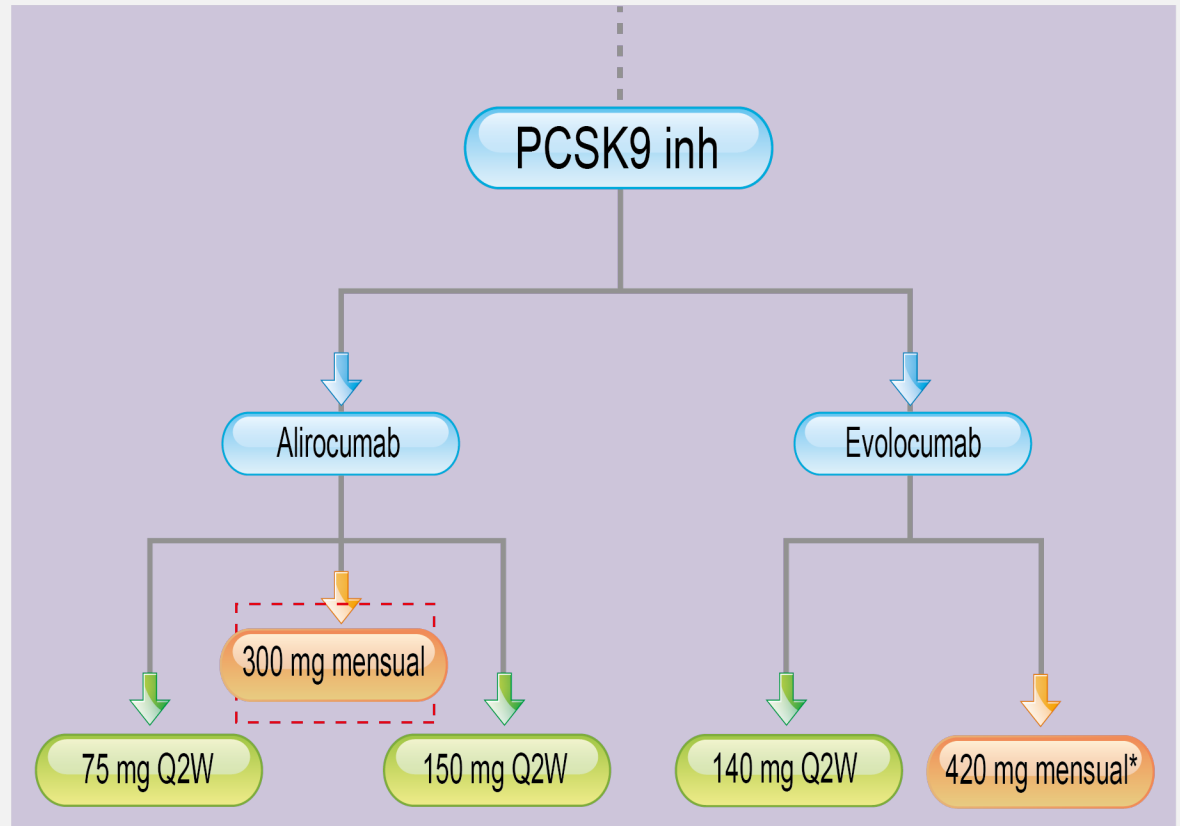 PCSK9 inh
Alirocumab
Evolocumab
300 mg mensual
75 mg Q2W
150 mg Q2W
140 mg Q2W
420 mg mensual*